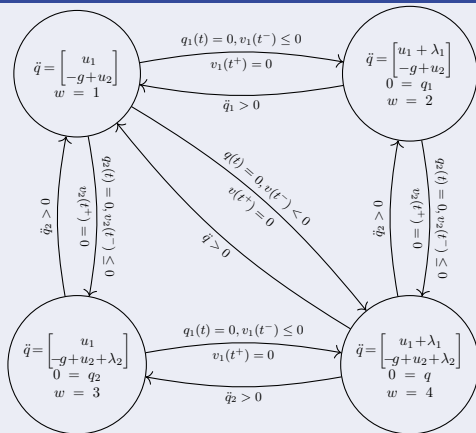 q̈ = [ u₁
−g+u₂ ]
w = 1
q₁(t) = 0, v₁(t⁻) ≤ 0
v₁(t⁺) = 0
q̈₁ > 0
q̈ = [ u₁ + λ₁
−g+u₂ ]
0 = q₁
w = 2
q̈₂ > 0
q₂(t) = 0, v₂(t⁻) ≤ 0
v₂(t⁺) = 0
q(t) = 0, v(t⁻) < 0
v(t⁺) = 0
q̈ > 0
q̈₂ > 0
q₂(t) = 0, v₂(t⁻) ≤ 0
v₂(t⁺) = 0
q̈ = [ u₁
−g+u₂+λ₂ ]
0 = q₂
w = 3
q₁(t) = 0, v₁(t⁻) ≤ 0
v₁(t⁺) = 0
q̈₂ > 0
q̈ = [ u₁+λ₁
−g+u₂+λ₂ ]
0 = q
w = 4